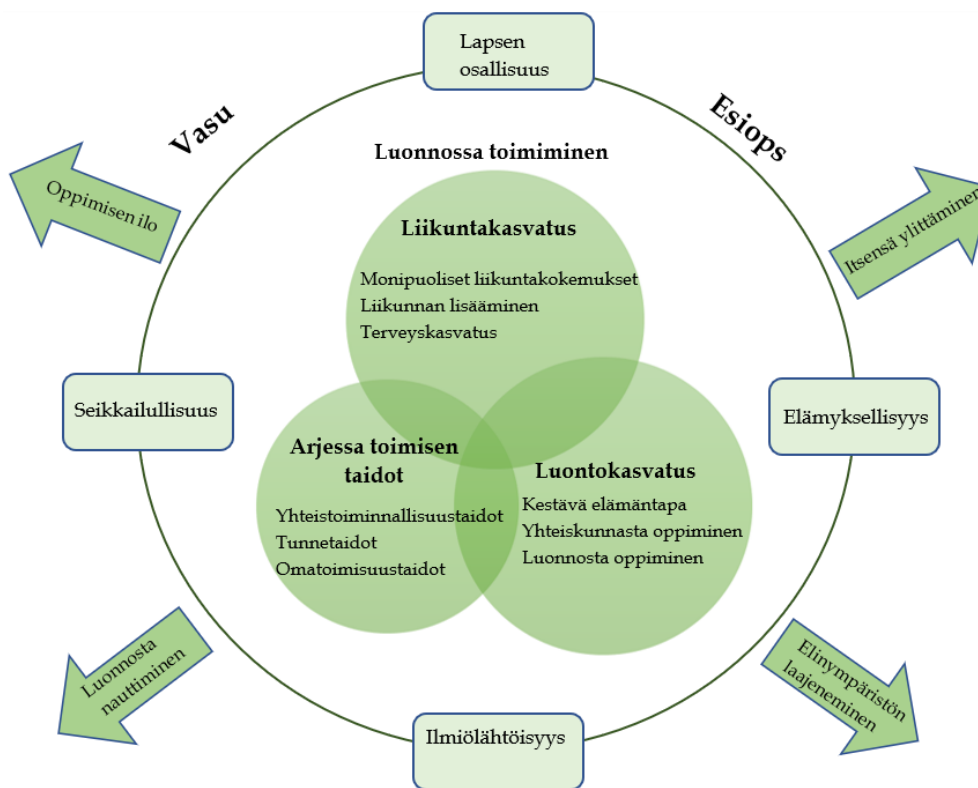 Lapsen
osallisuus
Vasu
Esiops
Luonnossa toimiminen
Oppimisen ilo
Itsensä ylittäminen
Liikuntakasvatus
Monipuoliset liikuntakokemukset
Liikunnan lisääminen
Terveyskasvatus
Seikkailullisuus
Elämyksellisyys
Arjessa toimisen
taidot
Yhteistoiminnallisuustaidot
Tunnetaidot
Omatoimisuustaidot
Luontokasvatus
Kestävä elämäntapa
Yhteiskunnasta oppiminen
Luonnosta oppiminen
Luonnosta
nauttiminen
Elinympäristön
laajeneminen
Ilmiölähtöisyys